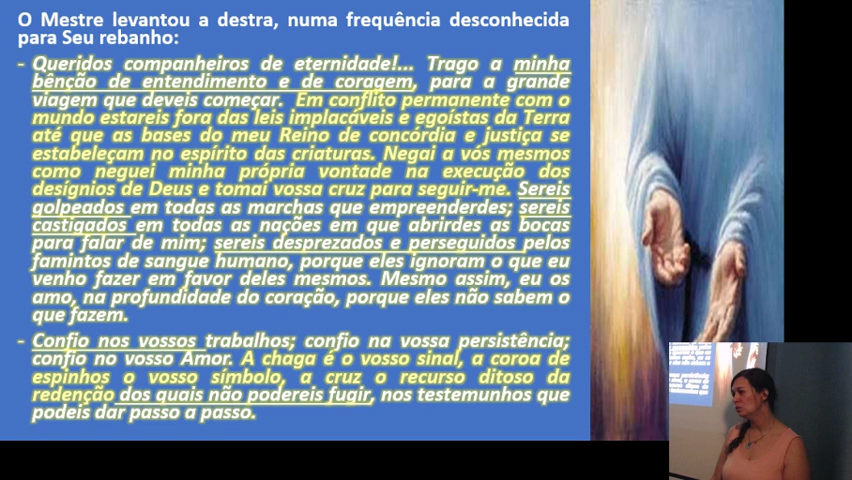 O Mestre levantou a destra, numa frequência desconhecida
para Seu rebanho:
- Queridos companheiros de eternidade!... Trago a minha
bênção de entendimento e de coragem, para a grande
viagem que deveis começar. Em conflito permanente com o
mundo estareis fora das leis implacáveis e egoístas da Terra
até que as bases do meu Reino de concórdia e justiça se
estabeleçam no espírito das criaturas. Negai a vós mesmos
como neguei minha própria vontade na execução dos
desígnios de Deus e tomai vossa cruz para seguir-me. Sereis
golpeados em todas as marchas que empreenderdes; sereis
castigados em todas as nações em que abrirdes as bocas
para falar de mim; sereis desprezados e perseguidos pelos
famintos de sangue humano, porque eles ignoram o que eu
venho fazer em favor deles mesmos. Mesmo assim, eu os
amo, na profundidade do coração, porque eles não sabem o
que fazem.
- Confio nos vossos trabalhos; confio na vossa persistência;
confio no vosso Amor. A chaga é o vosso sinal, a coroa de
espinhos o vosso símbolo, a cruz o recurso ditoso da
redenção dos quais não podereis fugir, nos testemunhos que
podeis dar passo a passo.